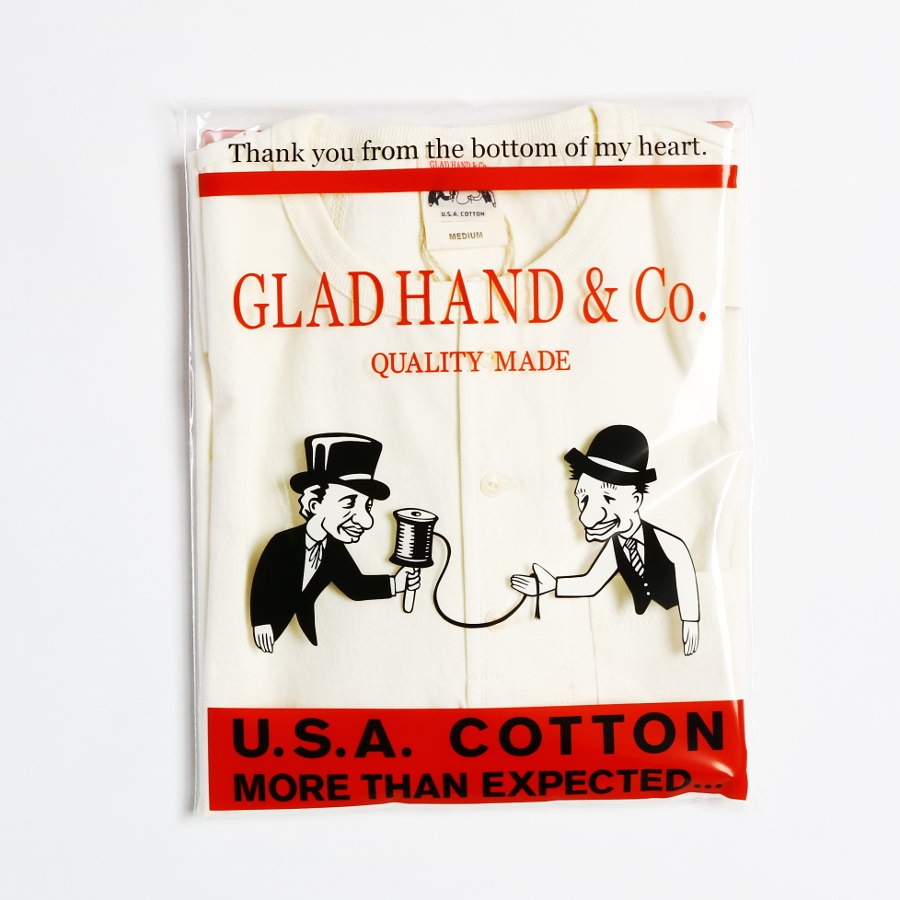 Thank you from the bottom of my heart.
GLAD HAND & Co.
U.S.A. COTTON
MEDIUM
GLAD HAND & Co.
QUALITY MADE
U.S.A. COTTON
MORE THAN EXPECTED...